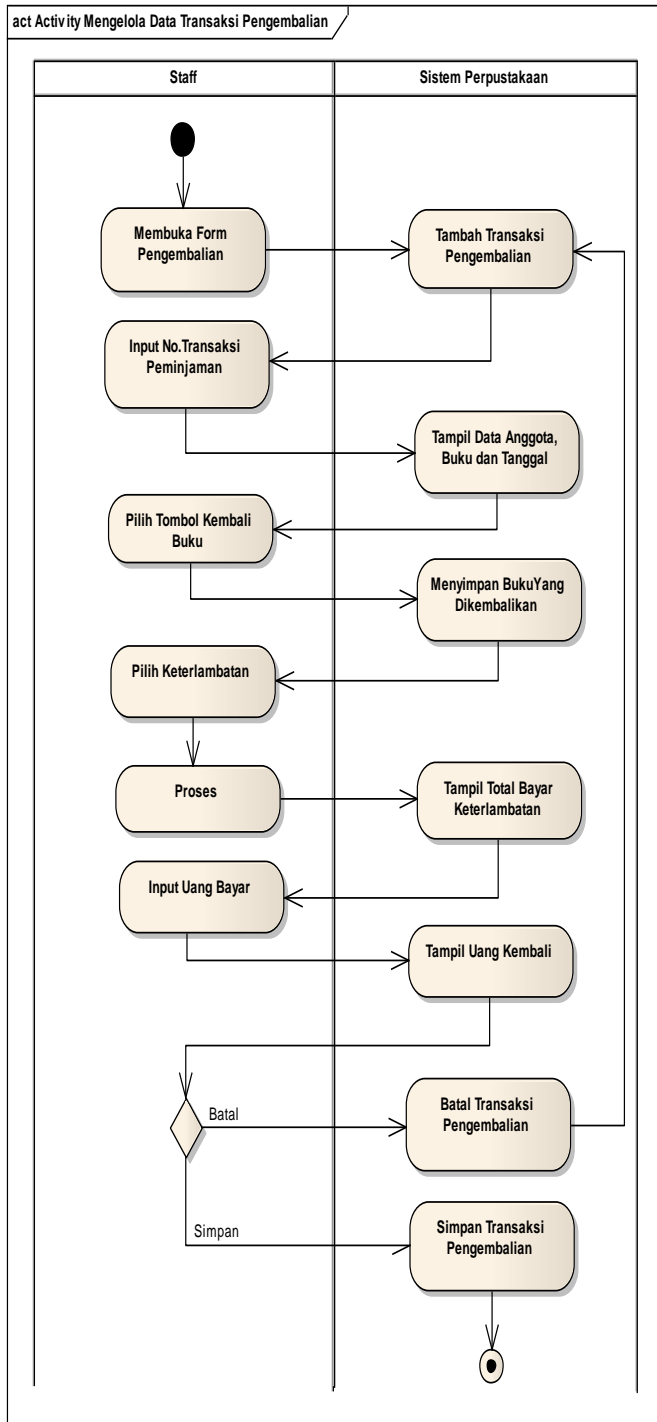 act Activity Mengelola Data Transaksi Pengembalian
Staff
Sistem Perpustakaan
Membuka Form
Pengembalian
Tambah Transaksi
Pengembalian
Input No.Transaksi
Peminjaman
Tampil Data Anggota,
Buku dan Tanggal
Pilih Tombol Kembali
Buku
Menyimpan BukuYang
Dikembalikan
Pilih Keterlambatan
Proses
Tampil Total Bayar
Keterlambatan
Input Uang Bayar
Tampil Uang Kembali
Batal
Batal Transaksi
Pengembalian
Simpan
Simpan Transaksi
Pengembalian